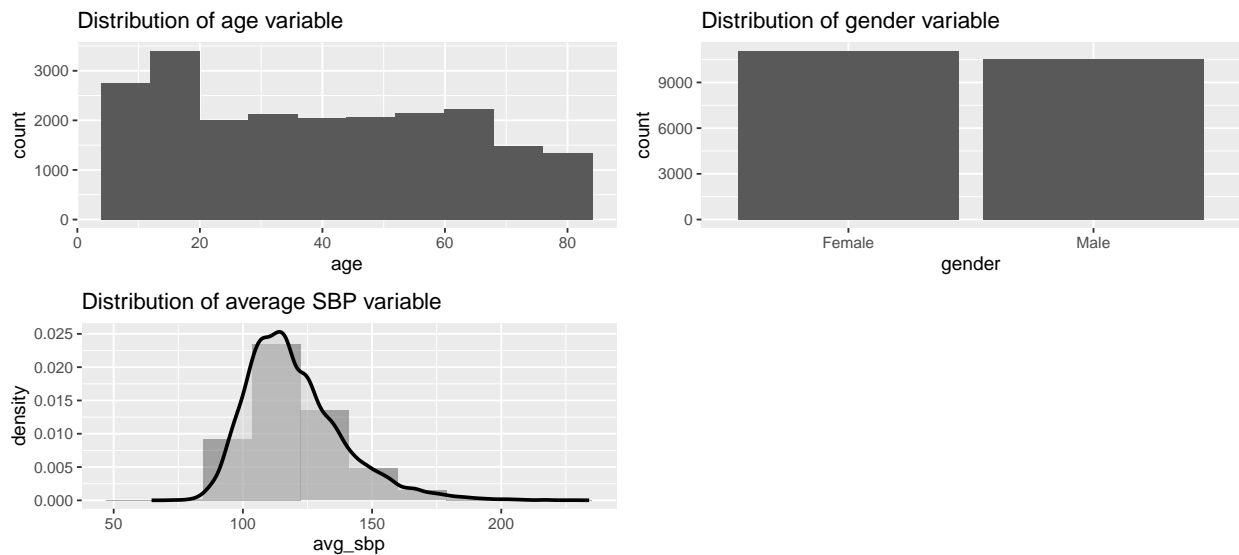 Distribution of age variable
3000
2000
1000
0
count
0 20 40 60 80
age
Distribution of gender variable
9000
6000
3000
0
count
Female Male
gender
Distribution of average SBP variable
0.025
0.020
0.015
0.010
0.005
0.000
density
50 100 150 200
avg_sbp